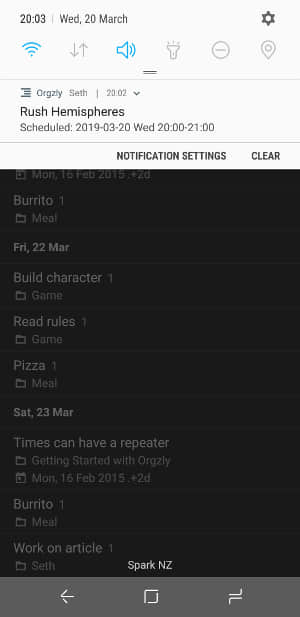 20:03 | Wed, 20 March
Orgzly Seth | 20:02
Rush Hemispheres
Scheduled: 2019-03-20 Wed 20:00-21:00
NOTIFICATION SETTINGS CLEAR
Mon, 16 Feb 2015 .+2d
Burrito 1
Meal
Fri, 22 Mar
Build character 1
Game
Read rules 1
Game
Pizza 1
Meal
Sat, 23 Mar
Times can have a repeater
Getting Started with Orgzly
Mon, 16 Feb 2015 .+2d
Burrito 1
Meal
Work on article 1
Seth
Spark NZ